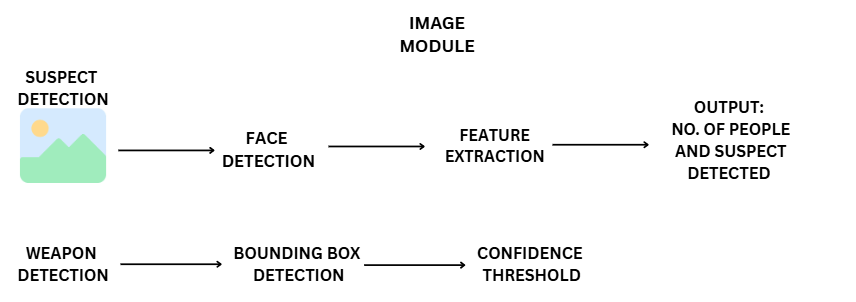 IMAGE
MODULE
SUSPECT
DETECTION
FACE
DETECTION
FEATURE
EXTRACTION
OUTPUT:
NO. OF PEOPLE
AND SUSPECT
DETECTED
WEAPON
DETECTION
BOUNDING BOX
DETECTION
CONFIDENCE
THRESHOLD